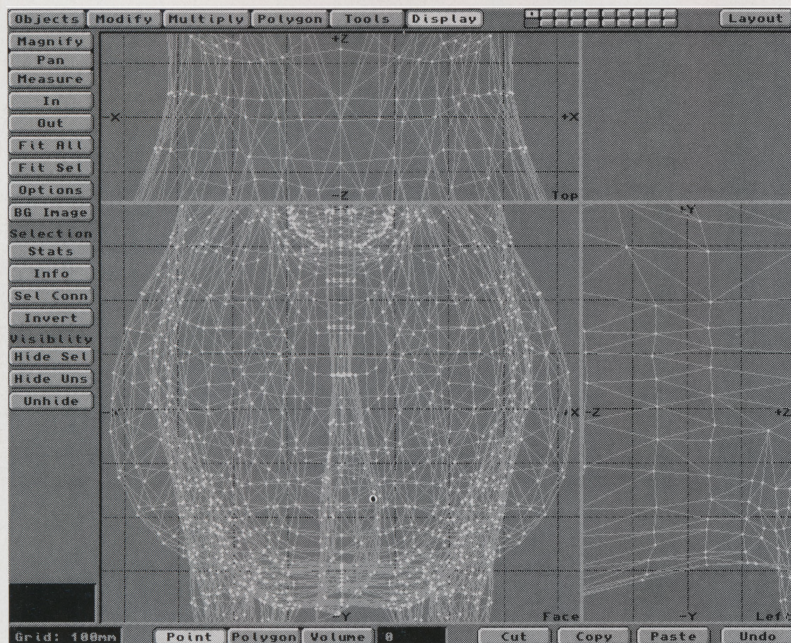 Objects Modify Multiply Polygon Tools Display Layout
Magnify
Pan
Measure
In
Out
Fit All
Fit Sel
Options
BG Image
Selection
Stats
Info
Sel Conn
Invert
Visiblity
Hide Sel
Hide Uns
Unhide
+Z
-X +X
-Z Top
+Y
+X -Z +Z
-Y Face -Y Left
Grid: 100mm Point Polygon Volume 0 Cut Copy Paste Undo